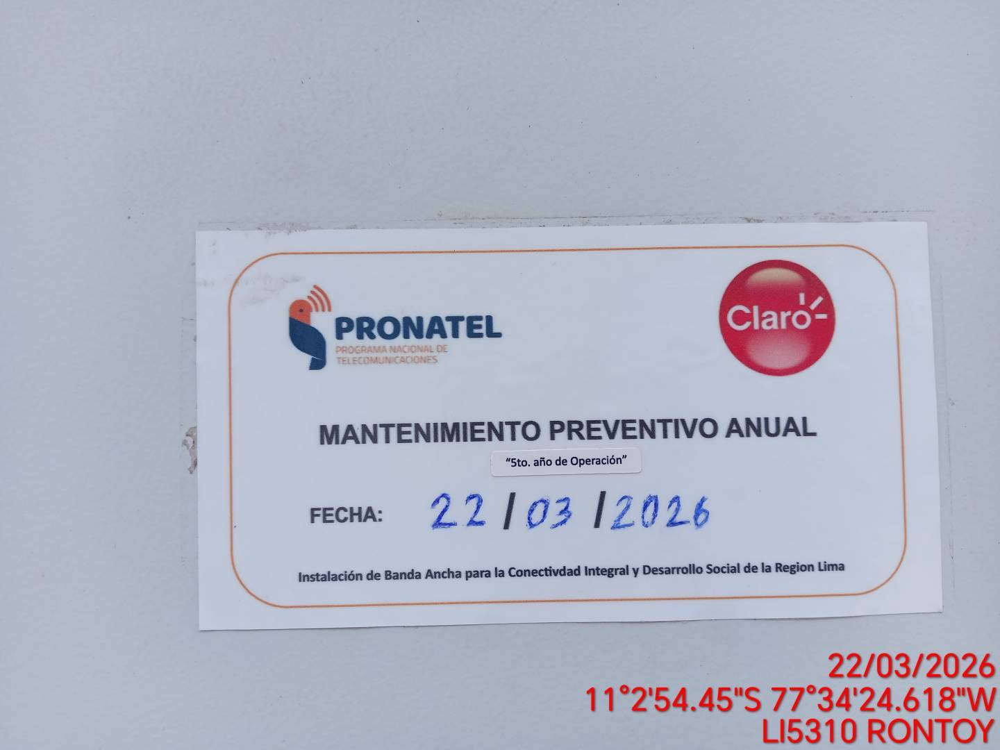 PRONATEL
PROGRAMA NACIONAL DE
TELECOMUNICACIONES
Claro
MANTENIMIENTO PREVENTIVO ANUAL
“5to. año de Operación”
FECHA: 22/03/2026
Instalación de Banda Ancha para la Conectivdad Integral y Desarrollo Social de la Region Lima
22/03/2026
11°2'54.45"S 77°34'24.618"W
LI5310 RONTOY